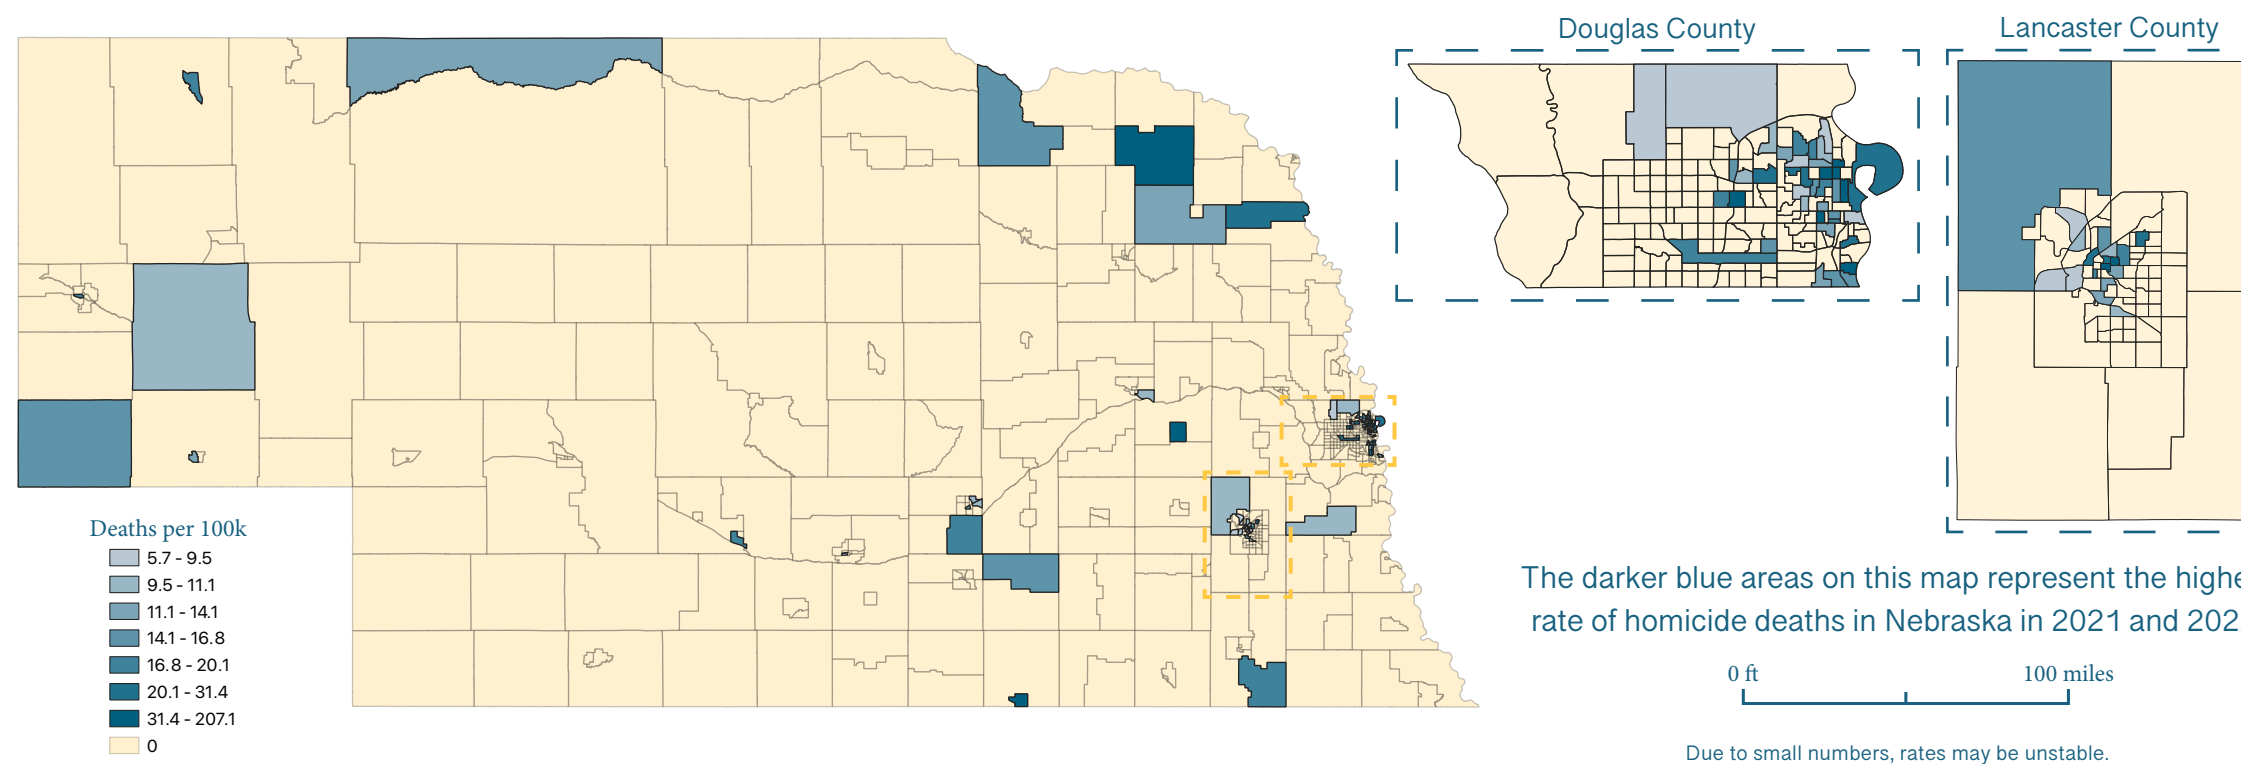 Douglas County
Lancaster County
Deaths per 100k
5.7 - 9.5
9.5 - 11.1
11.1 - 14.1
14.1 - 16.8
16.8 - 20.1
20.1 - 31.4
31.4 - 207.1
0
The darker blue areas on this map represent the highe
rate of homicide deaths in Nebraska in 2021 and 202
0 ft
100 miles
Due to small numbers, rates may be unstable.